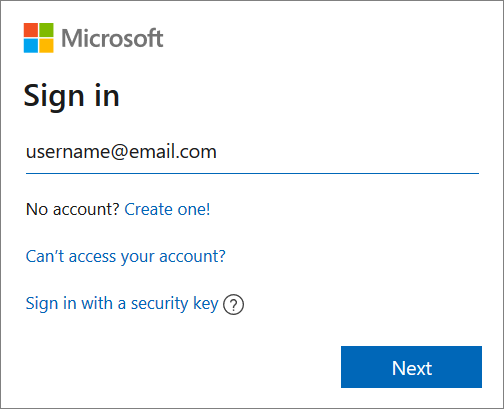 Microsoft
Sign in
username@email.com
No account? Create one!
Can’t access your account?
Sign in with a security key ?
Next